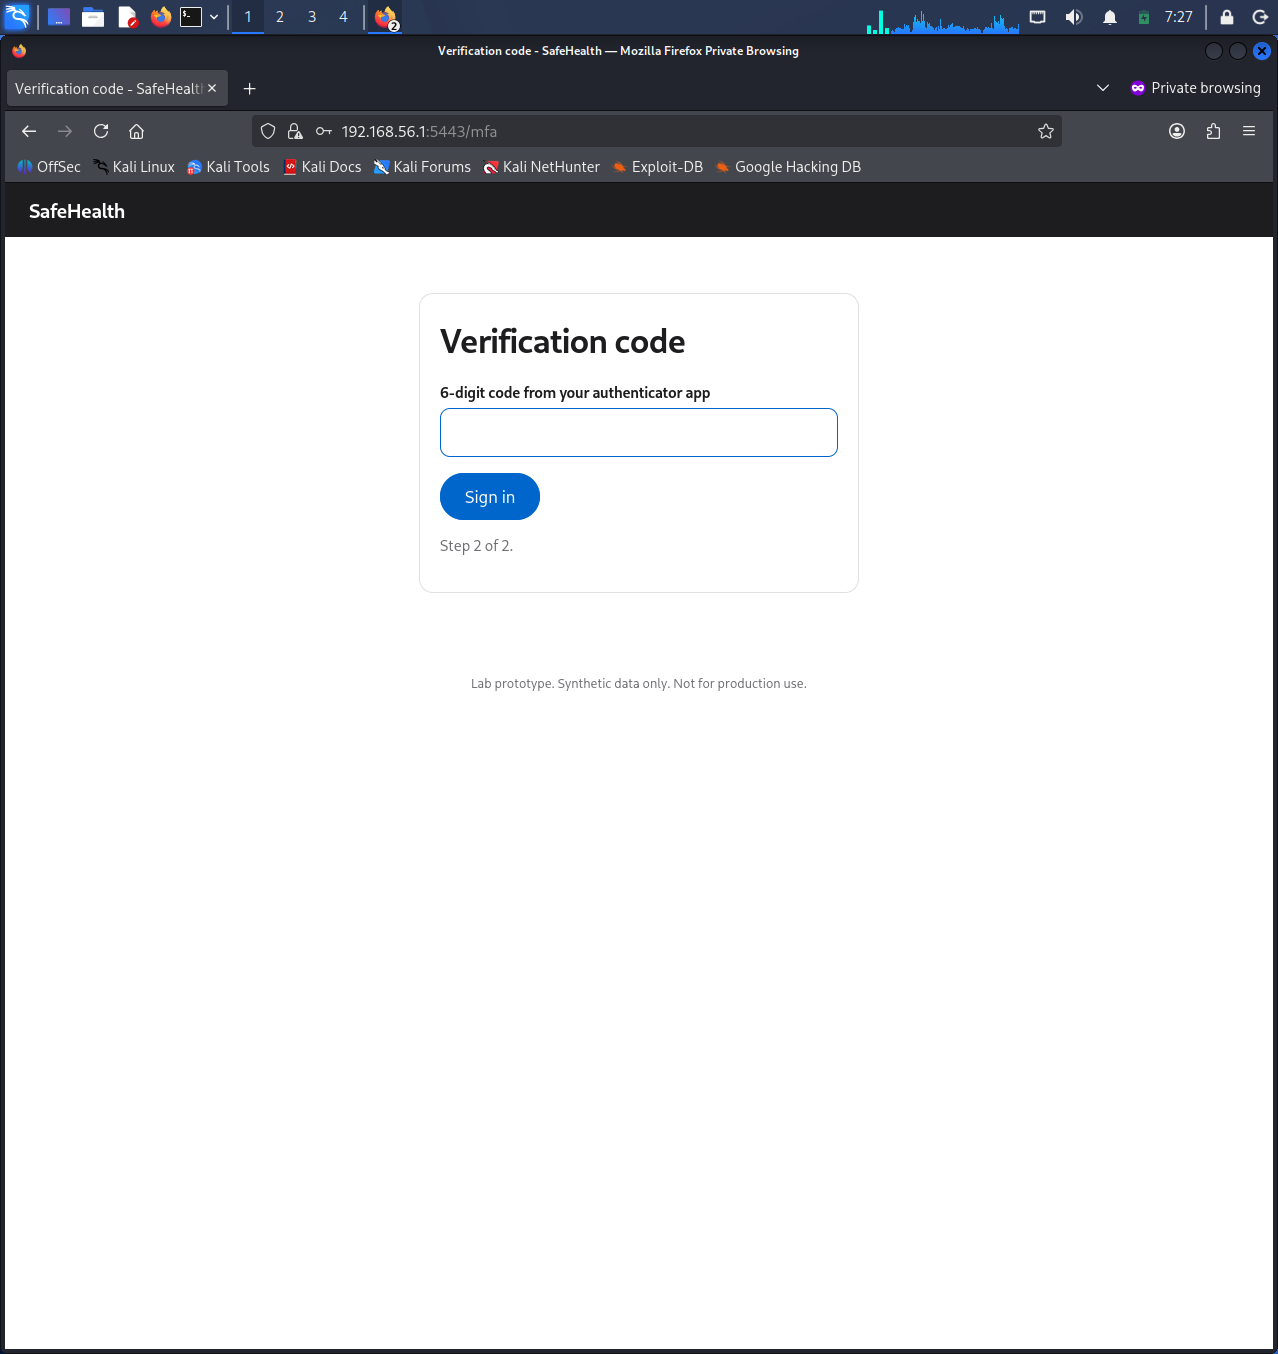 1 2 3 4 2 7:27
Verification code - SafeHealth — Mozilla Firefox Private Browsing
Verification code - SafeHealth Private browsing
192.168.56.1:5443/mfa
OffSec Kali Linux Kali Tools Kali Docs Kali Forums Kali NetHunter Exploit-DB Google Hacking DB
SafeHealth
Verification code
6-digit code from your authenticator app
Sign in
Step 2 of 2.
Lab prototype. Synthetic data only. Not for production use.